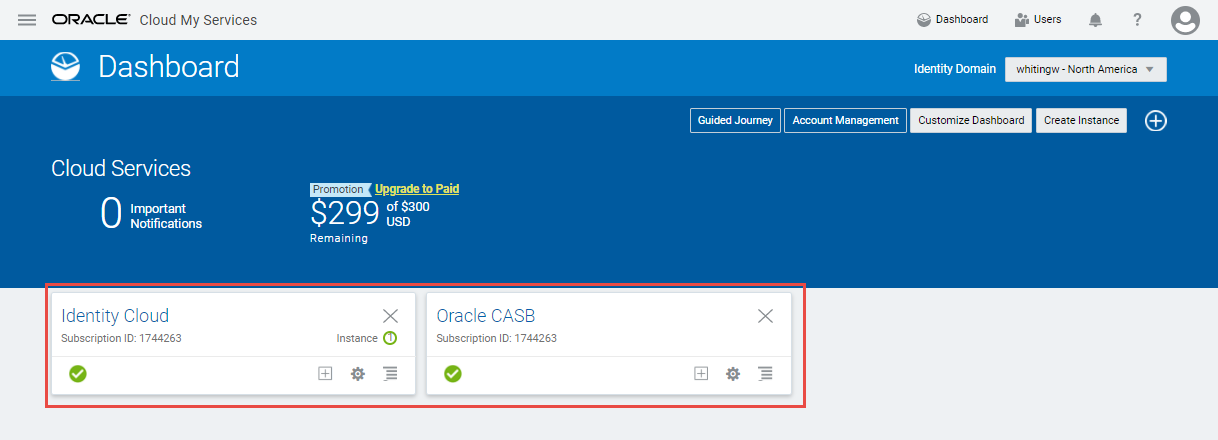 ORACLE® Cloud My Services
Dashboard
Users
?
Dashboard
Identity Domain
whitingw - North America
Guided Journey
Account Management
Customize Dashboard
Create Instance
Cloud Services
0 Important
Notifications
Promotion Upgrade to Paid
$299 of $300
USD
Remaining
Identity Cloud
Subscription ID: 1744263
Instance 1
Oracle CASB
Subscription ID: 1744263